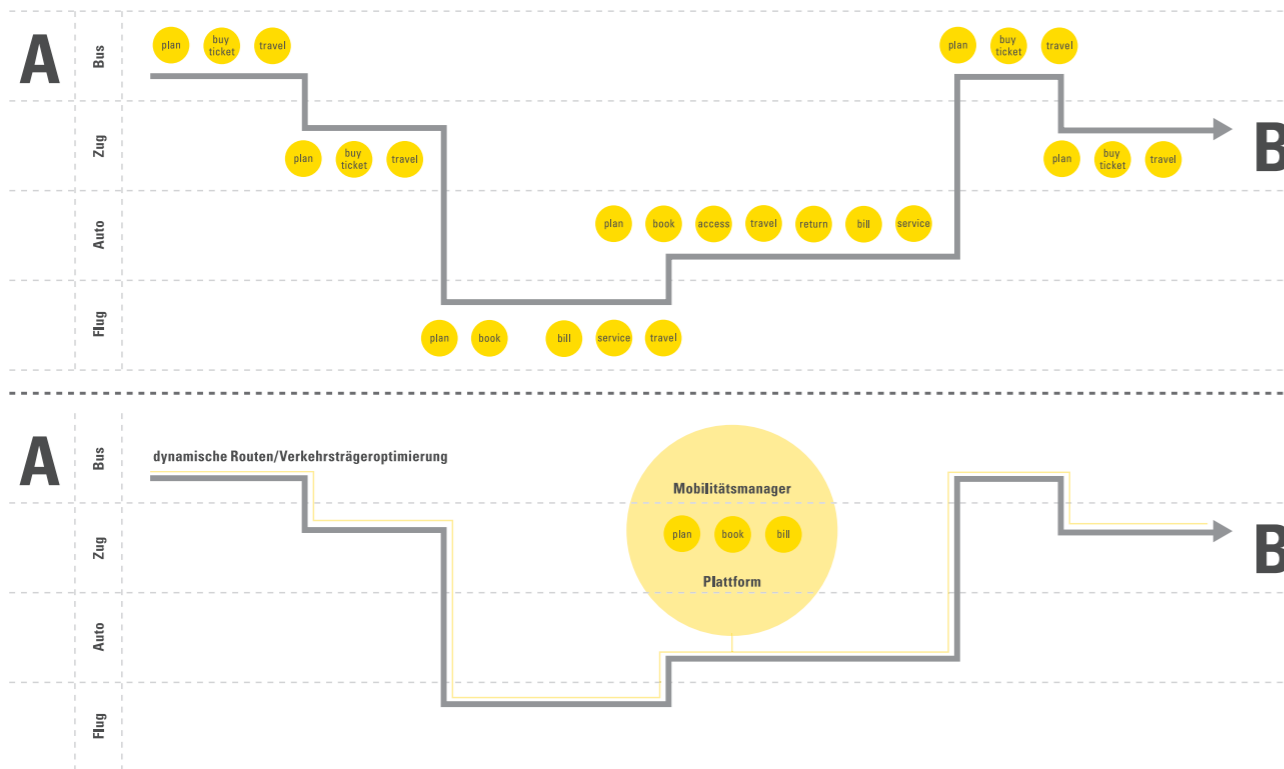 A
Bus
plan
buy
ticket
travel
plan
buy
ticket
travel
Zug
plan
buy
ticket
travel
B
plan
buy
ticket
travel
Auto
plan
book
access
travel
return
bill
service
Flug
plan
book
bill
service
travel
A
Bus
dynamische Routen/Verkehrsträgeroptimierung
Mobilitätsmanager
Zug
plan
book
bill
B
Plattform
Auto
Flug